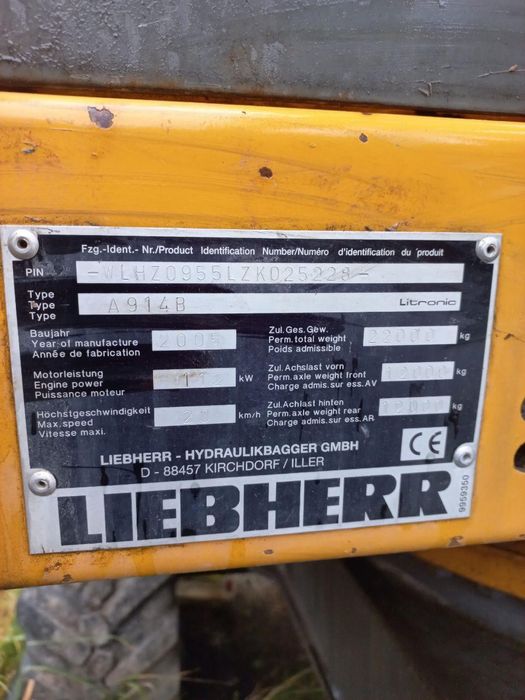 Fzg.-Ident.- Nr./Product Identification Number/Numéro d'identification du produit
PIN -WLHZ0955LZK025228-
Type
Type A914B Litronic
Type
Baujahr
Year of manufacture 2005
Année de fabrication
Zul.Ges.Gew.
Perm.total weight 22000 kg
Poids admissible
Motorleistung
Engine power 112 kW
Puissance moteur
Zul.Achslast vorn
Perm.axle weight front 12000 kg
Charge admis.sur ess.AV
Höchstgeschwindigkeit
Max.speed km/h
Vitesse maxi.
Zul.Achslast hinten
Perm.axle weight rear 12000 kg
Charge admis.sur ess.AR
LIEBHERR - HYDRAULIKBAGGER GMBH
D - 88457 KIRCHDORF / ILLER
CE
LIEBHERR
9959350